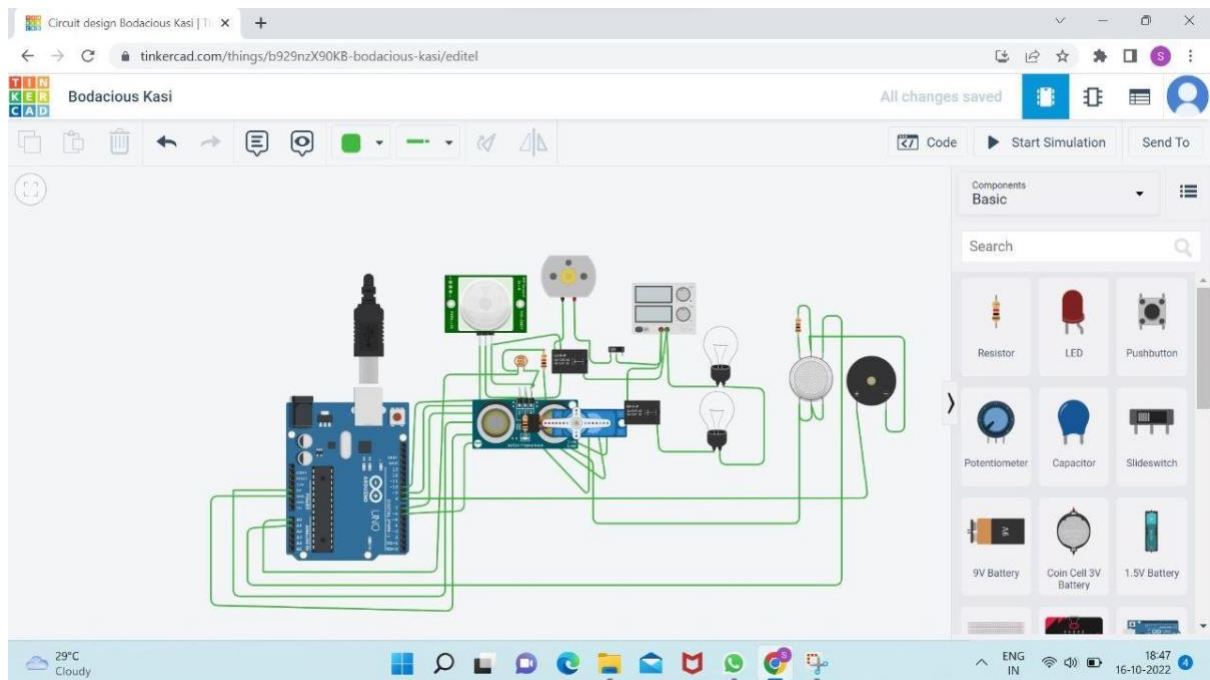 Circuit design Bodacious Kasi | Ti
tinkercad.com/things/b929nzX90KB-bodacious-kasi/editel
S
TIN
KER
CAD
Bodacious Kasi
All changes saved
Code
Start Simulation
Send To
Components
Basic
Search
Resistor
LED
Pushbutton
Potentiometer
Capacitor
Slideswitch
9V Battery
Coin Cell 3V
Battery
1.5V Battery
ARDUINO
UNO
29°C
Cloudy
ENG
IN
18:47
16-10-2022
4